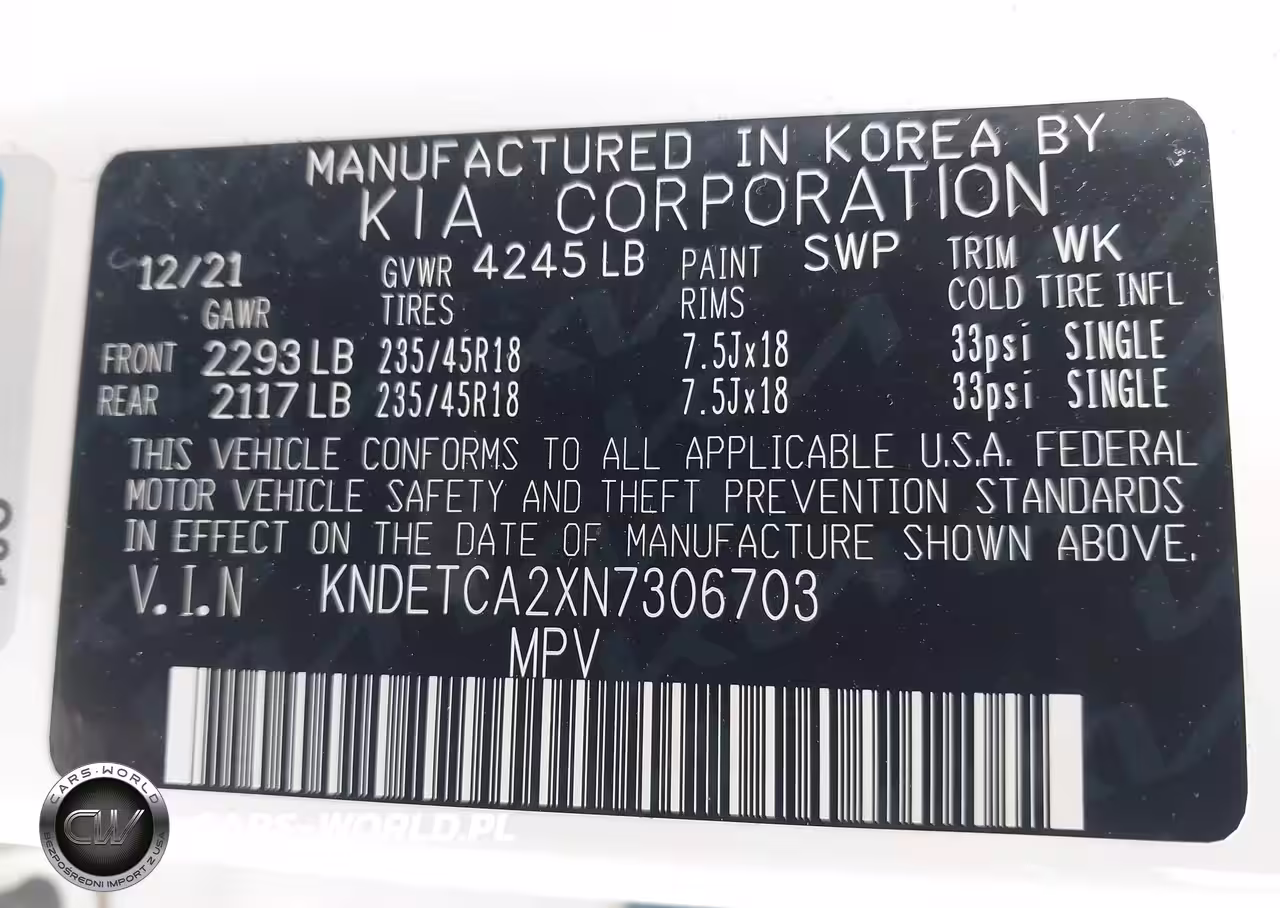 MANUFACTURED IN KOREA BY
KIA CORPORATION
12/21 GVWR 4245 LB PAINT SWP TRIM WK
GAWR TIRES RIMS COLD TIRE INFL
FRONT 2293 LB 235/45R18 7.5Jx18 33psi SINGLE
REAR 2117 LB 235/45R18 7.5Jx18 33psi SINGLE
THIS VEHICLE CONFORMS TO ALL APPLICABLE U.S.A. FEDERAL
MOTOR VEHICLE SAFETY AND THEFT PREVENTION STANDARDS
IN EFFECT ON THE DATE OF MANUFACTURE SHOWN ABOVE.
V.I.N KNDETCA2XN7306703
MPV
CARS-WORLD
CW
BEZPOŚREDNI IMPORT Z USA
CARS-WORLD.PL